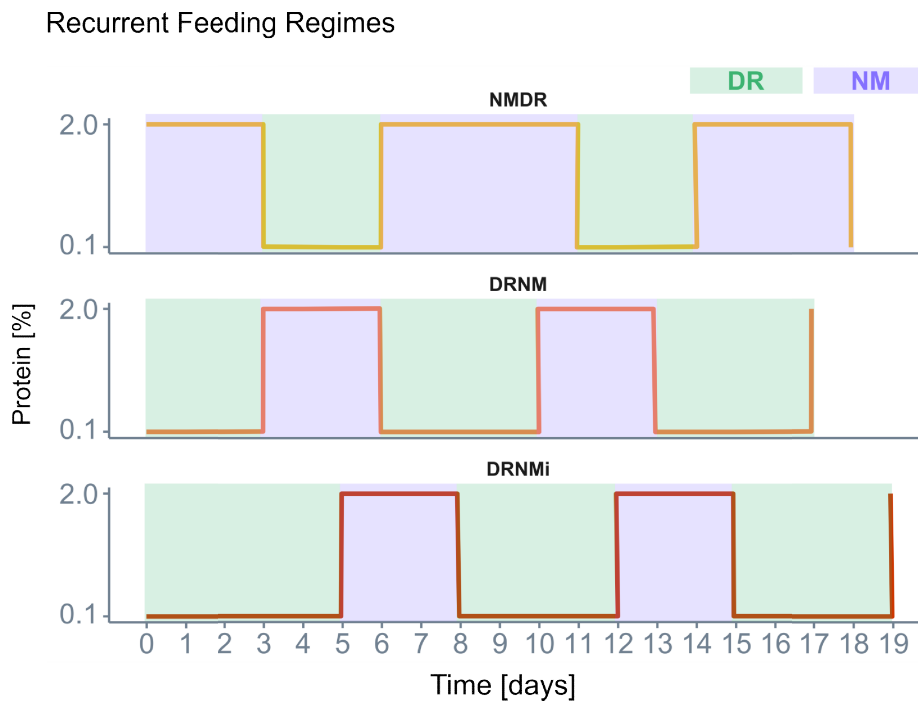 Recurrent Feeding Regimes
DR NM
NMDR
2.0
0.1
DRNM
2.0
0.1
Protein [%]
DRNMi
2.0
0.1
0 1 2 3 4 5 6 7 8 9 10 11 12 13 14 15 16 17 18 19
Time [days]